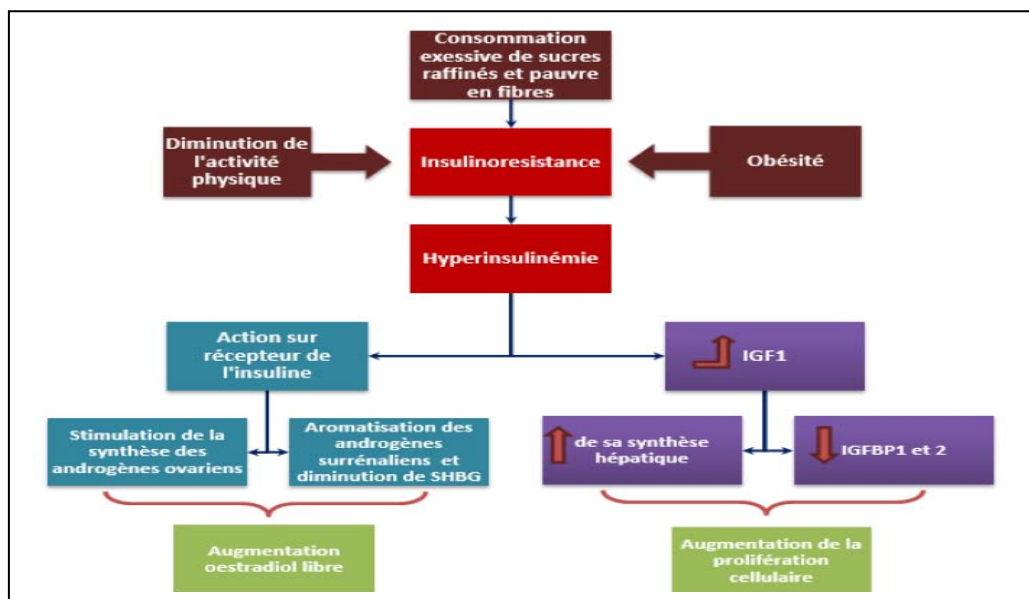 Consommation
exessive de sucres
raffinés et pauvre
en fibres
Diminution de
l'activité
physique
Insulinoresistance
Obésité
Hyperinsulinémie
Action sur
récepteur de
l'insuline
IGF1
Stimulation de la
synthèse des
androgènes ovariens
Aromatisation des
androgènes
surrénaliens et
diminution de SHBG
de sa synthèse
hépatique
IGFBP1 et 2
Augmentation
oestradiol libre
Augmentation de la
prolifération
cellulaire